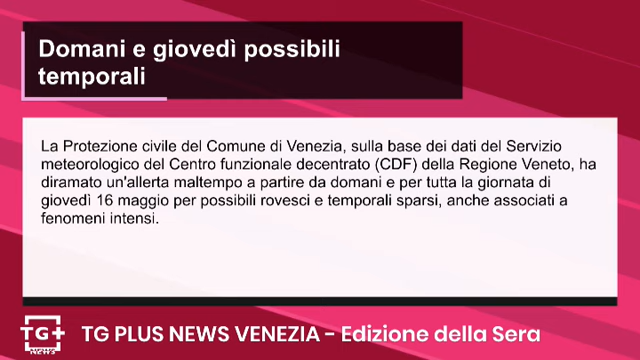 Domani e giovedì possibili
temporali
La Protezione civile del Comune di Venezia, sulla base dei dati del Servizio
meteorologico del Centro funzionale decentrato (CDF) della Regione Veneto, ha
diramato un'allerta maltempo a partire da domani e per tutta la giornata di
giovedì 16 maggio per possibili rovesci e temporali sparsi, anche associati a
fenomeni intensi.
TG+
NEWS
TG PLUS NEWS VENEZIA - Edizione della Sera